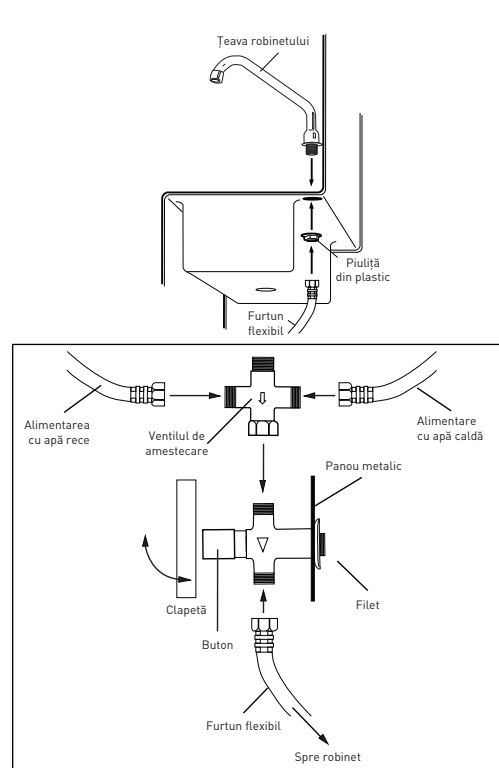 Țeava robinetului
Piuliță
din plastic
Furtun
flexibil
Alimentarea
cu apă rece
Ventilul de
amestecare
Alimentare
cu apă caldă
Panou metalic
Clapetă
Filet
Buton
Furtun flexibil
Spre robinet